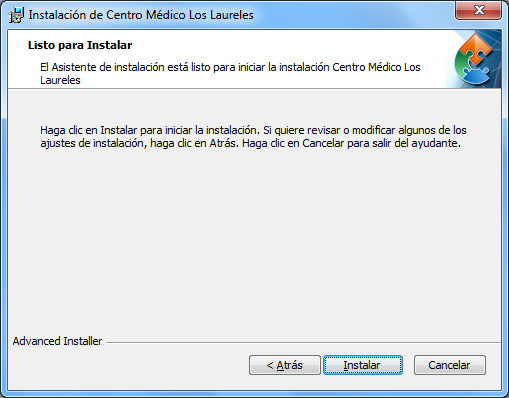 Instalación de Centro Médico Los Laureles
Listo para Instalar
El Asistente de instalación está listo para iniciar la instalación Centro Médico Los
Laureles
Haga clic en Instalar para iniciar la instalación. Si quiere revisar o modificar algunos de los
ajustes de instalación, haga clic en Atrás. Haga clic en Cancelar para salir del ayudante.
Advanced Installer
< Atrás
Instalar
Cancelar